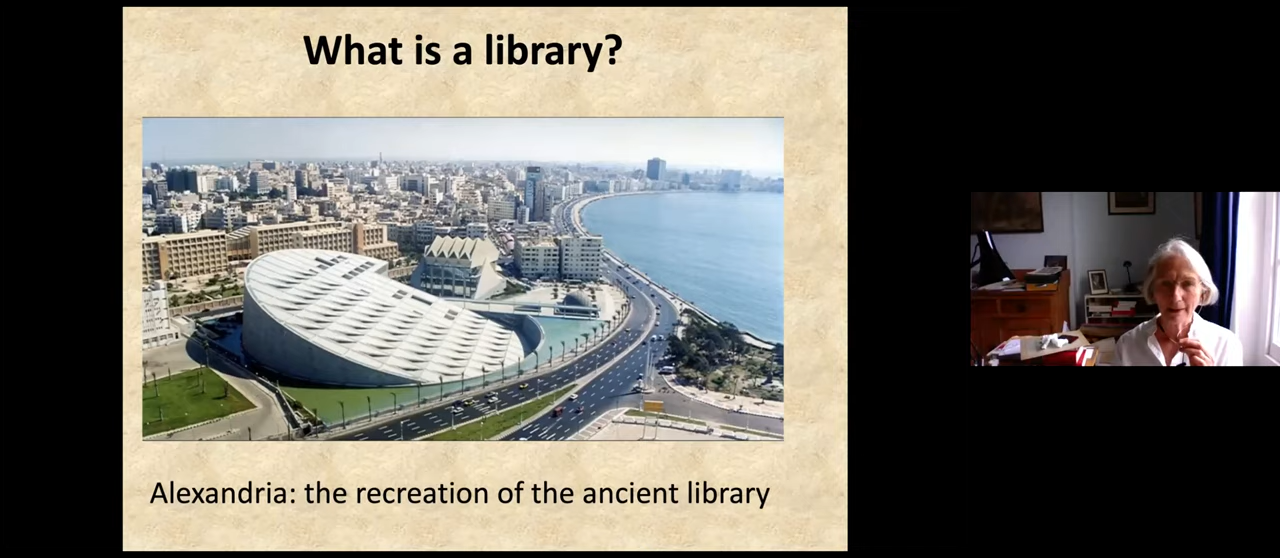 What is a library?
Alexandria: the recreation of the ancient library